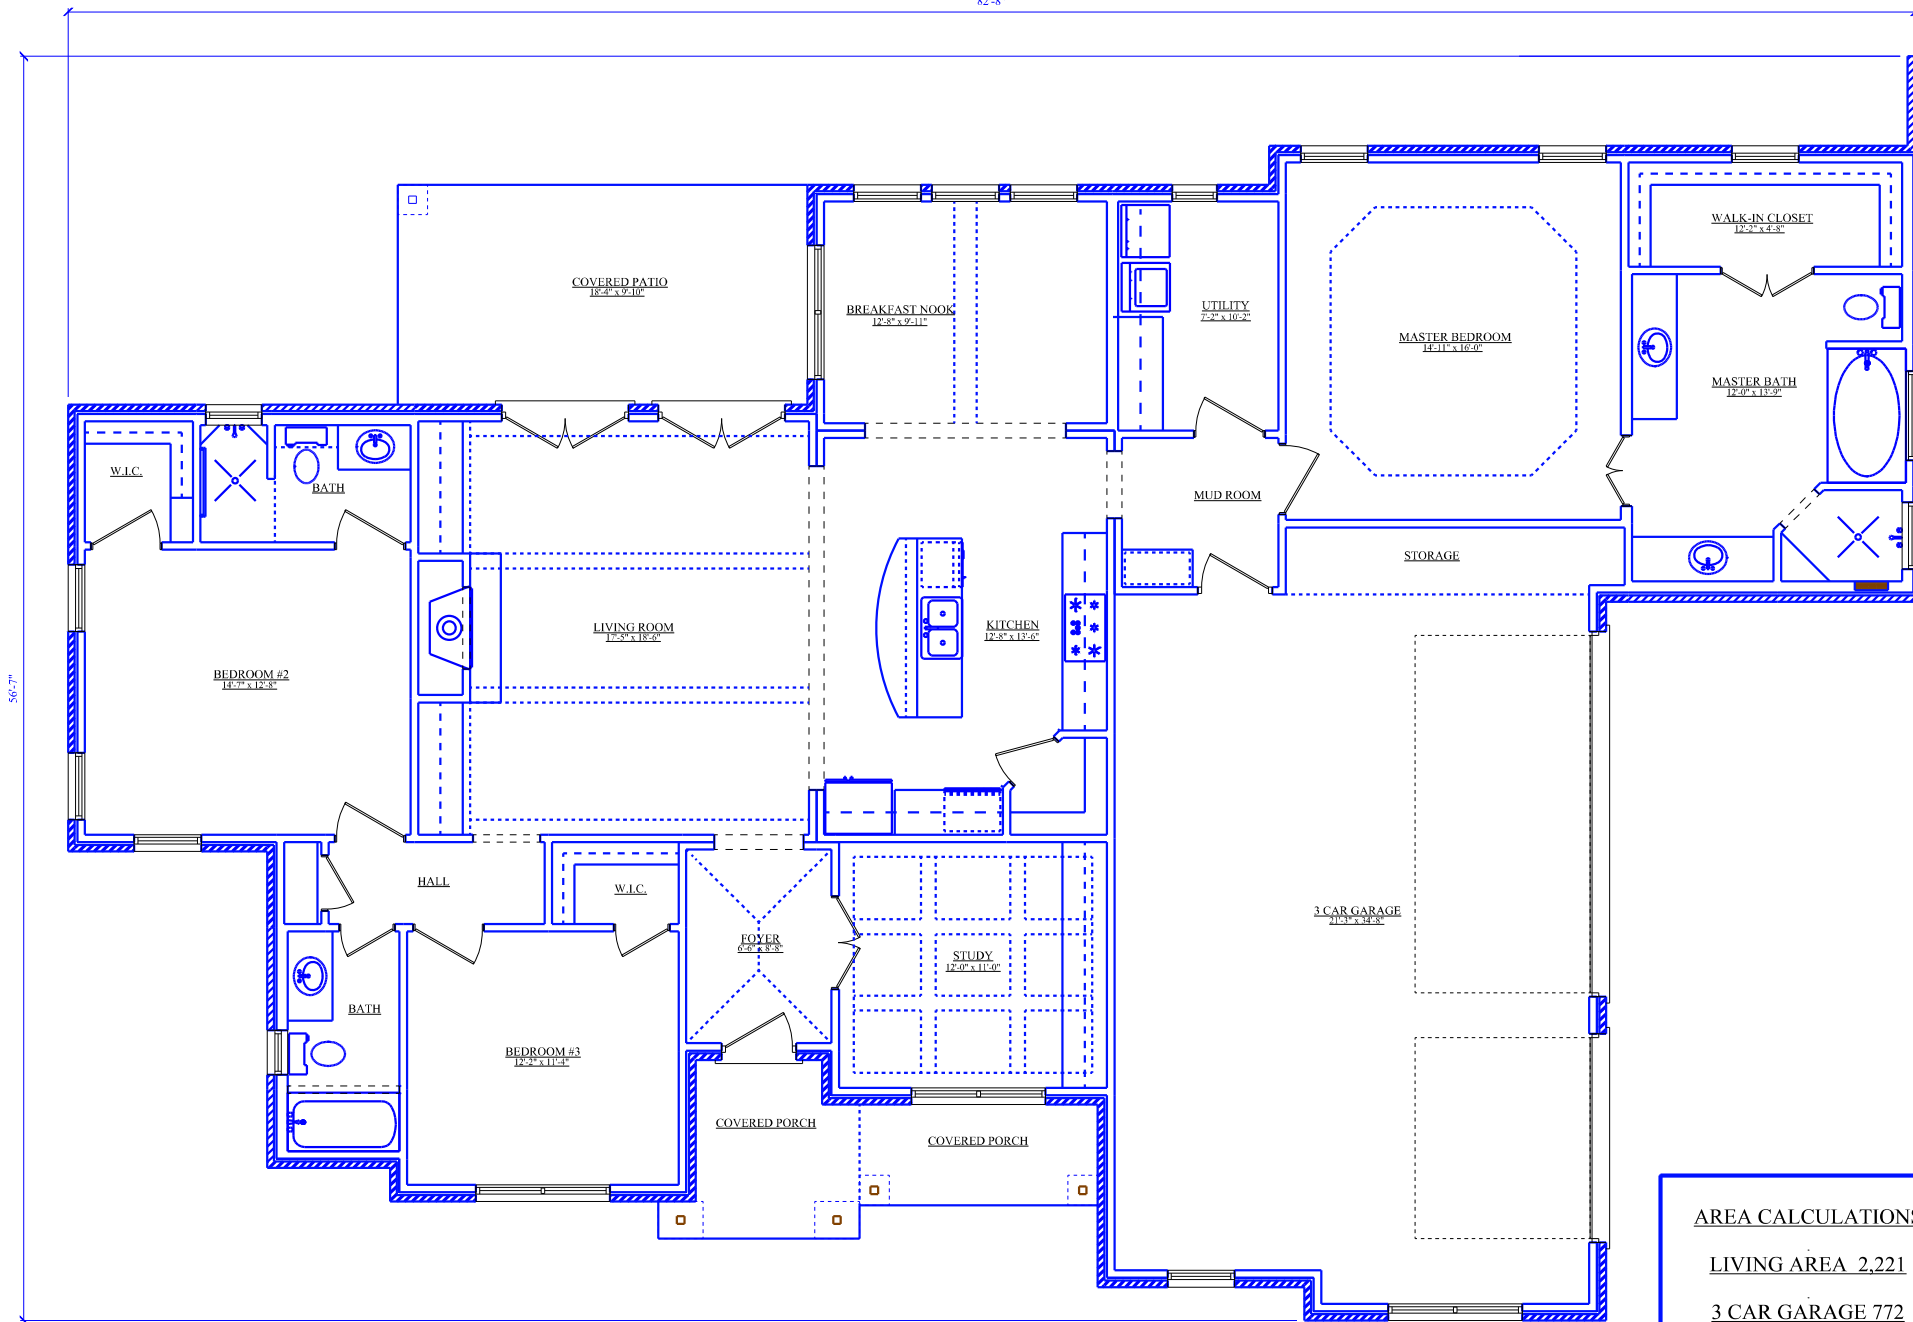 82'-8"
WALK-IN CLOSET
12'-2" x 4'-8"
COVERED PATIO
18'-4" x 9'-10"
BREAKFAST NOOK
12'-8" x 9'-11"
UTILITY
7'-2" x 10'-2"
MASTER BEDROOM
14'-11" x 16'-0"
MASTER BATH
12'-0" x 13'-9"
W.I.C.
BATH
MUD ROOM
STORAGE
LIVING ROOM
17'-5" x 18'-6"
KITCHEN
12'-8" x 13'-6"
BEDROOM #2
14'-7" x 12'-8"
56'-7"
HALL
W.I.C.
3 CAR GARAGE
21'-3" x 34'-8"
FOYER
6'-6" x 8'-8"
STUDY
12'-0" x 11'-0"
BATH
BEDROOM #3
12'-2" x 11'-4"
COVERED PORCH
COVERED PORCH
AREA CALCULATIONS
LIVING AREA 2,221
3 CAR GARAGE 772